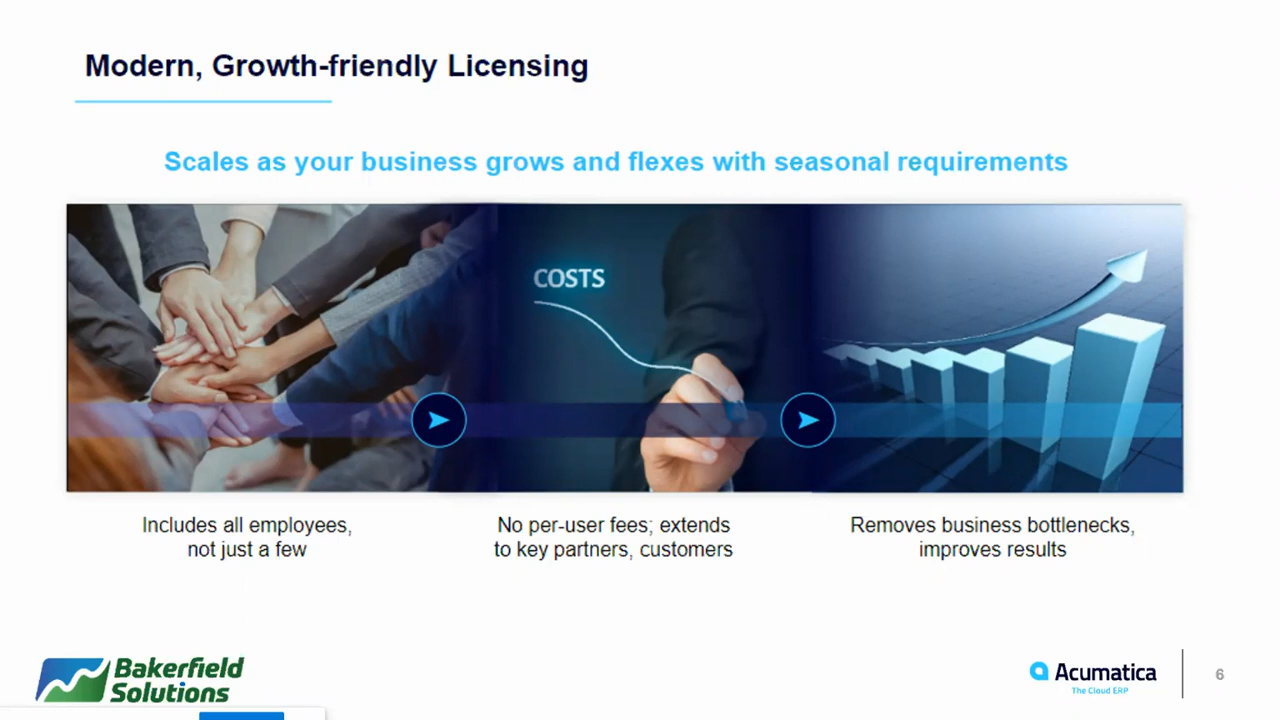 Modern, Growth-friendly Licensing
Scales as your business grows and flexes with seasonal requirements
COSTS
Includes all employees,
not just a few
No per-user fees; extends
to key partners, customers
Removes business bottlenecks,
improves results
Bakerfield
Solutions
Acumatica
The Cloud ERP
6